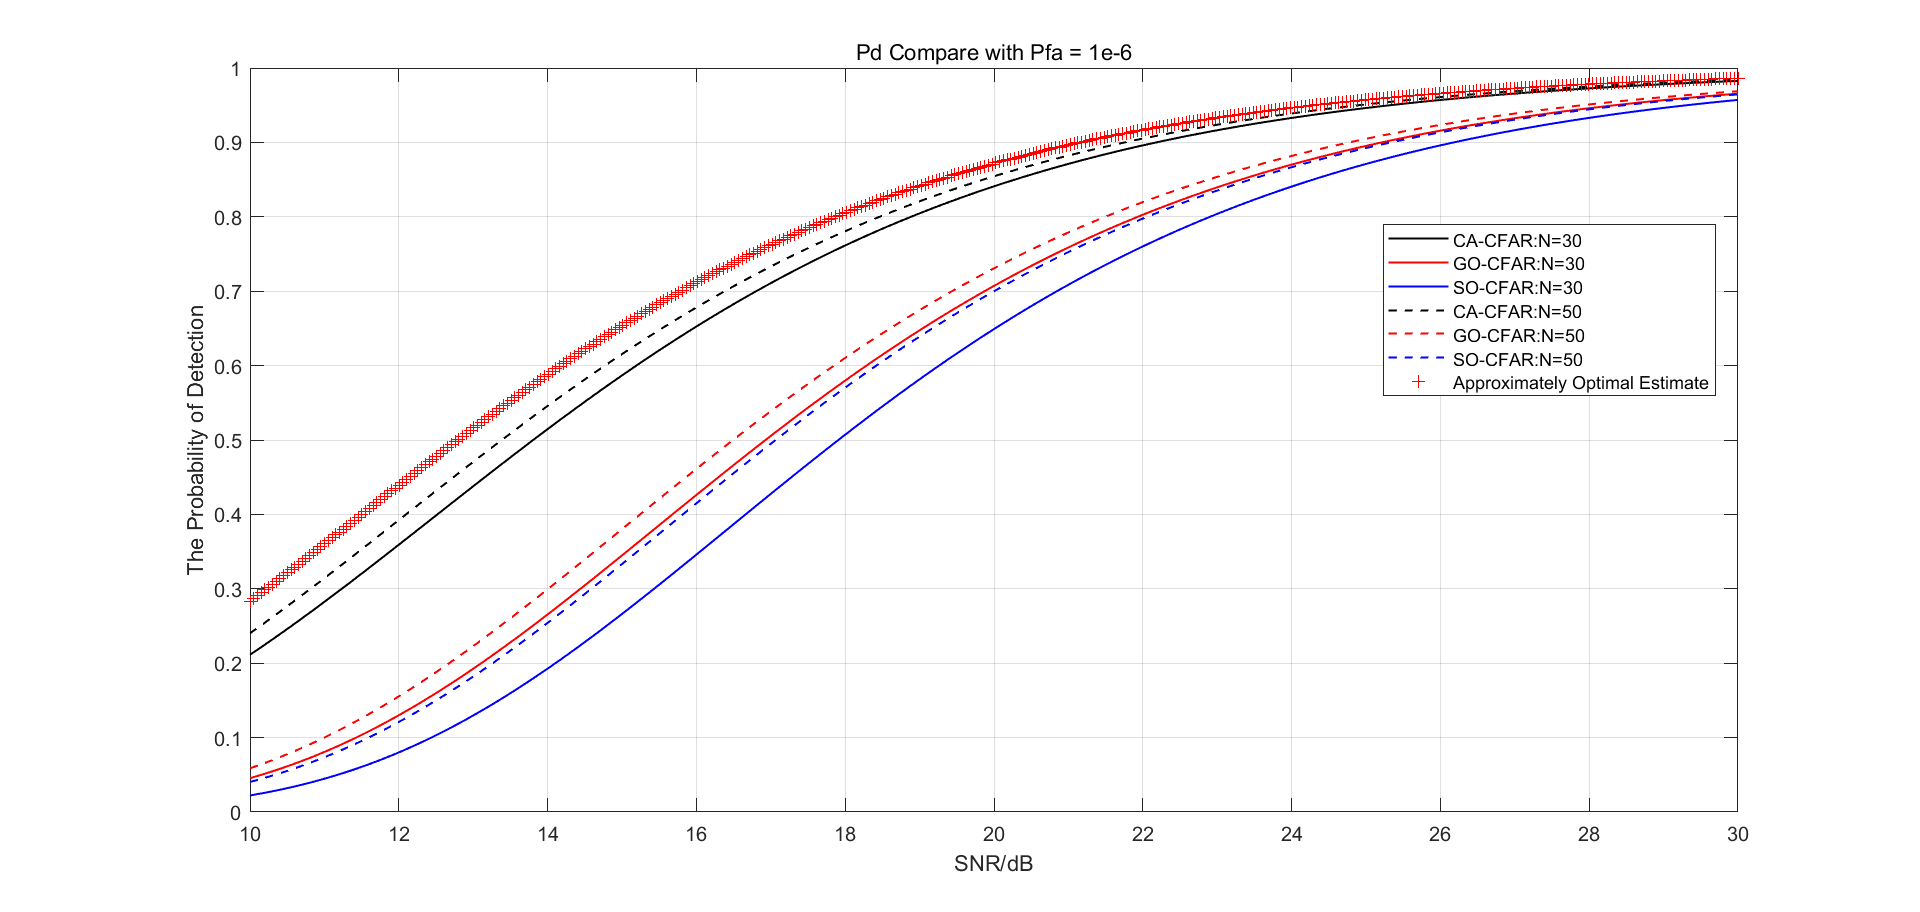 Pd Compare with Pfa = 1e-6
1
0.9
0.8
0.7
0.6
0.5
0.4
0.3
0.2
0.1
0
The Probability of Detection
CA-CFAR:N=30
GO-CFAR:N=30
SO-CFAR:N=30
CA-CFAR:N=50
GO-CFAR:N=50
SO-CFAR:N=50
Approximately Optimal Estimate
10 12 14 16 18 20 22 24 26 28 30
SNR/dB